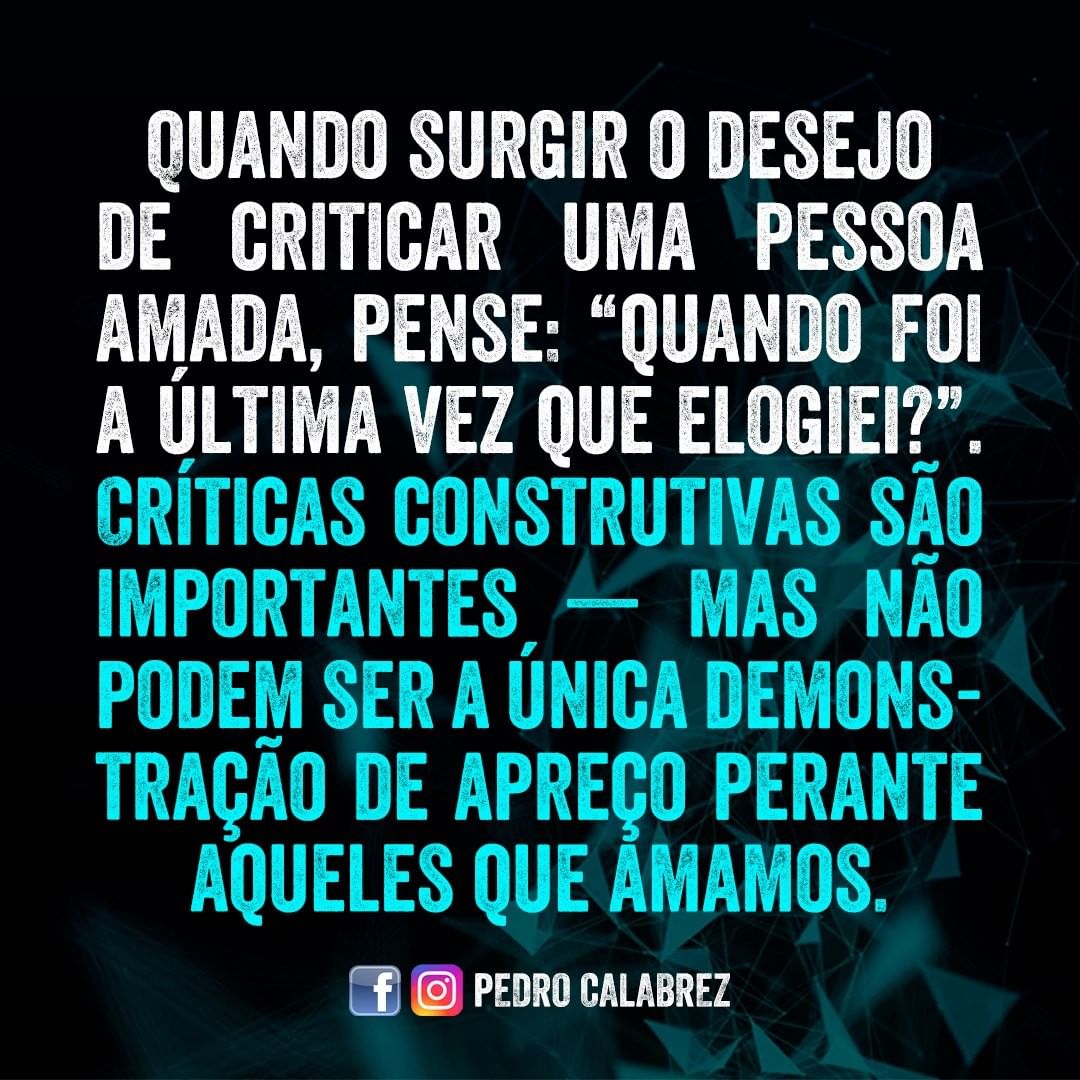 QUANDO SURGIR O DESEJO
DE CRITICAR UMA PESSOA
AMADA, PENSE: “QUANDO FOI
A ÚLTIMA VEZ QUE ELOGIEI?”.
CRÍTICAS CONSTRUTIVAS SÃO
IMPORTANTES — MAS NÃO
PODEM SER A ÚNICA DEMONS-
TRAÇÃO DE APREÇO PERANTE
AQUELES QUE AMAMOS.
PEDRO CALABREZ